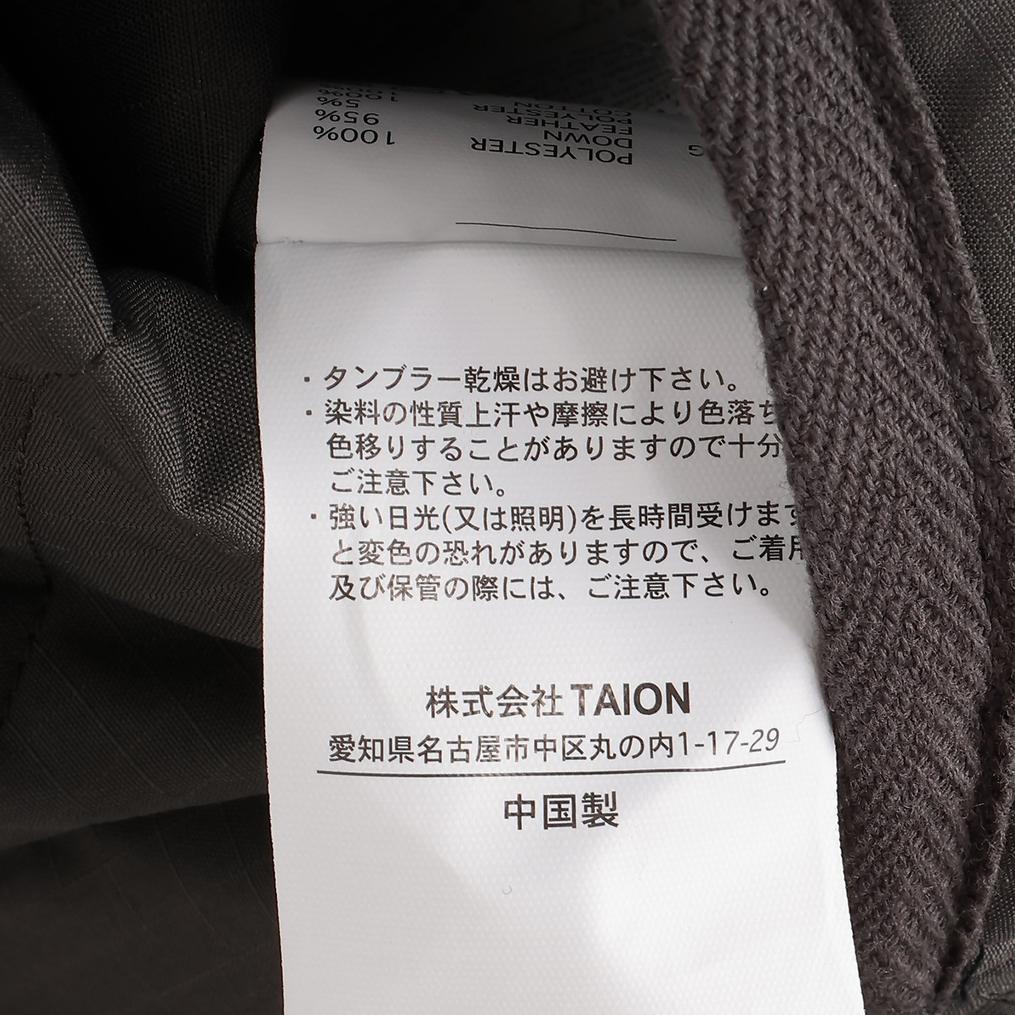 100%
5%
95%
100%
COTTON
POLYESTER
FEATHER
DOWN
POLYESTER
・タンブラー乾燥はお避け下さい。
・染料の性質上汗や摩擦により色落ち
色移りすることがありますので十分
ご注意下さい。
・強い日光(又は照明)を長時間受けます
と変色の恐れがありますので、ご着用
及び保管の際には、ご注意下さい。
株式会社TAION
愛知県名古屋市中区丸の内1-17-29
中国製